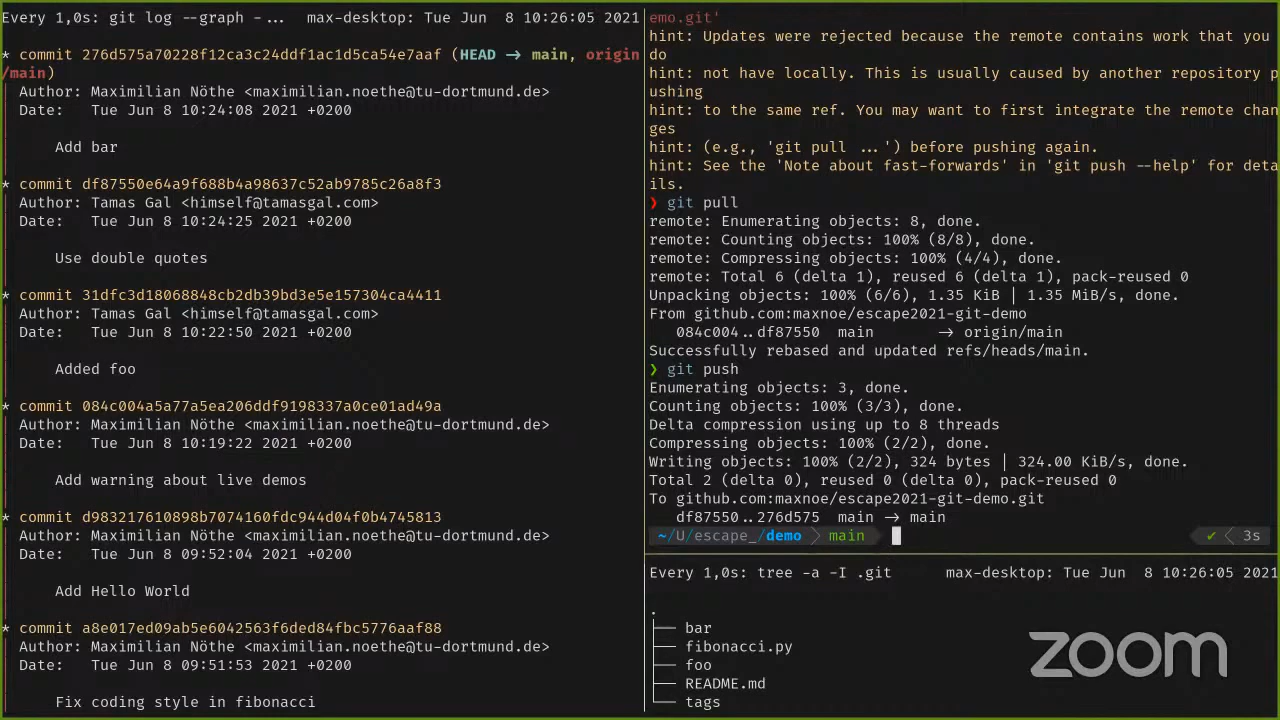 Every 1,0s: git log --graph -... max-desktop: Tue Jun 8 10:26:05 2021
* commit 276d575a70228f12ca3c24ddf1ac1d5ca54e7aaf (HEAD → main, origin
/main)
Author: Maximilian Nöthe <maximilian.noethe@tu-dortmund.de>
Date: Tue Jun 8 10:24:08 2021 +0200
Add bar
* commit df87550e64a9f688b4a98637c52ab9785c26a8f3
Author: Tamas Gal <himself@tamasgal.com>
Date: Tue Jun 8 10:24:25 2021 +0200
Use double quotes
* commit 31dfc3d18068848cb2db39bd3e5e157304ca4411
Author: Tamas Gal <himself@tamasgal.com>
Date: Tue Jun 8 10:22:50 2021 +0200
Added foo
* commit 084c004a5a77a5ea206ddf9198337a0ce01ad49a
Author: Maximilian Nöthe <maximilian.noethe@tu-dortmund.de>
Date: Tue Jun 8 10:19:22 2021 +0200
Add warning about live demos
* commit d983217610898b7074160fdc944d04f0b4745813
Author: Maximilian Nöthe <maximilian.noethe@tu-dortmund.de>
Date: Tue Jun 8 09:52:04 2021 +0200
Add Hello World
* commit a8e017ed09ab5e6042563f6ded84fbc5776aaf88
Author: Maximilian Nöthe <maximilian.noethe@tu-dortmund.de>
Date: Tue Jun 8 09:51:53 2021 +0200
Fix coding style in fibonacci
emo.git'
hint: Updates were rejected because the remote contains work that you
do
hint: not have locally. This is usually caused by another repository p
ushing
hint: to the same ref. You may want to first integrate the remote chan
ges
hint: (e.g., 'git pull ...') before pushing again.
hint: See the 'Note about fast-forwards' in 'git push --help' for deta
ils.
❯ git pull
remote: Enumerating objects: 8, done.
remote: Counting objects: 100% (8/8), done.
remote: Compressing objects: 100% (4/4), done.
remote: Total 6 (delta 1), reused 6 (delta 1), pack-reused 0
Unpacking objects: 100% (6/6), 1.35 KiB | 1.35 MiB/s, done.
From github.com:maxnoe/escape2021-git-demo
084c004..df87550 main → origin/main
Successfully rebased and updated refs/heads/main.
❯ git push
Enumerating objects: 3, done.
Counting objects: 100% (3/3), done.
Delta compression using up to 8 threads
Compressing objects: 100% (2/2), done.
Writing objects: 100% (2/2), 324 bytes | 324.00 KiB/s, done.
Total 2 (delta 0), reused 0 (delta 0), pack-reused 0
To github.com:maxnoe/escape2021-git-demo.git
df87550..276d575 main → main
~/U/escape_/demo main ✔ 3s
Every 1,0s: tree -a -I .git max-desktop: Tue Jun 8 10:26:05 2021
.
├── bar
├── fibonacci.py
├── foo
├── README.md
└── tags
zoom